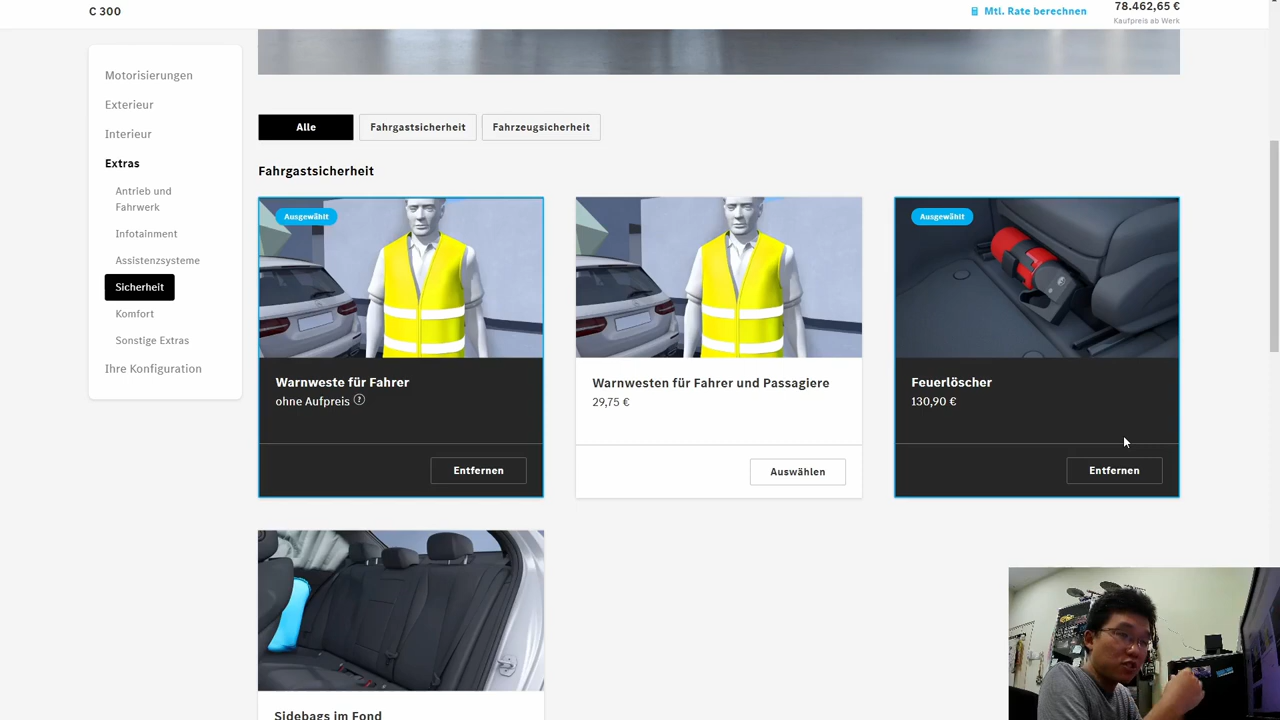 C 300
Mtl. Rate berechnen
78.462,65 €
Kaufpreis ab Werk
Motorisierungen
Exterieur
Interieur
Extras
Antrieb und
Fahrwerk
Infotainment
Assistenzsysteme
Sicherheit
Komfort
Sonstige Extras
Ihre Konfiguration
Alle
Fahrgastsicherheit
Fahrzeugsicherheit
Fahrgastsicherheit
Ausgewählt
Warnweste für Fahrer
ohne Aufpreis ?
Entfernen
Warnwesten für Fahrer und Passagiere
29,75 €
Auswählen
Ausgewählt
Feuerlöscher
130,90 €
Entfernen
Sidebags im Fond